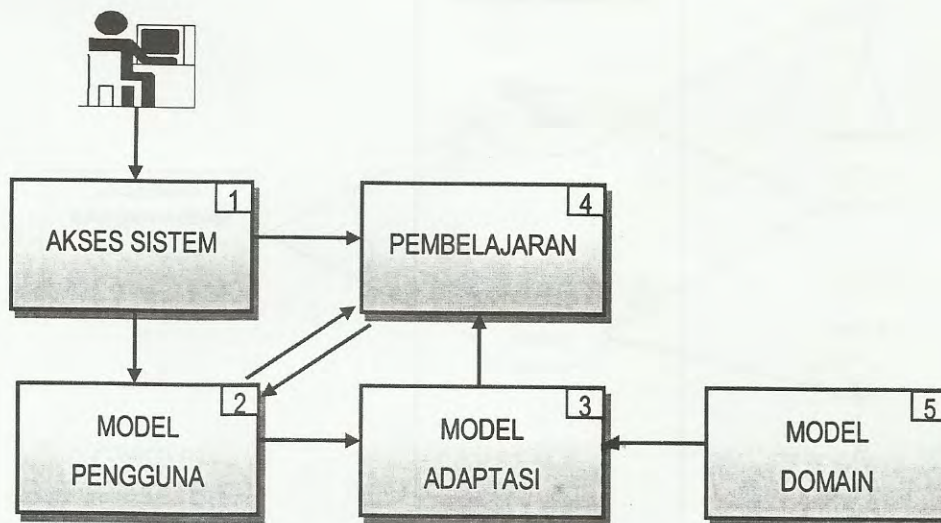 1
AKSES SISTEM
4
PEMBELAJARAN
2
MODEL
PENGGUNA
3
MODEL
ADAPTASI
5
MODEL
DOMAIN